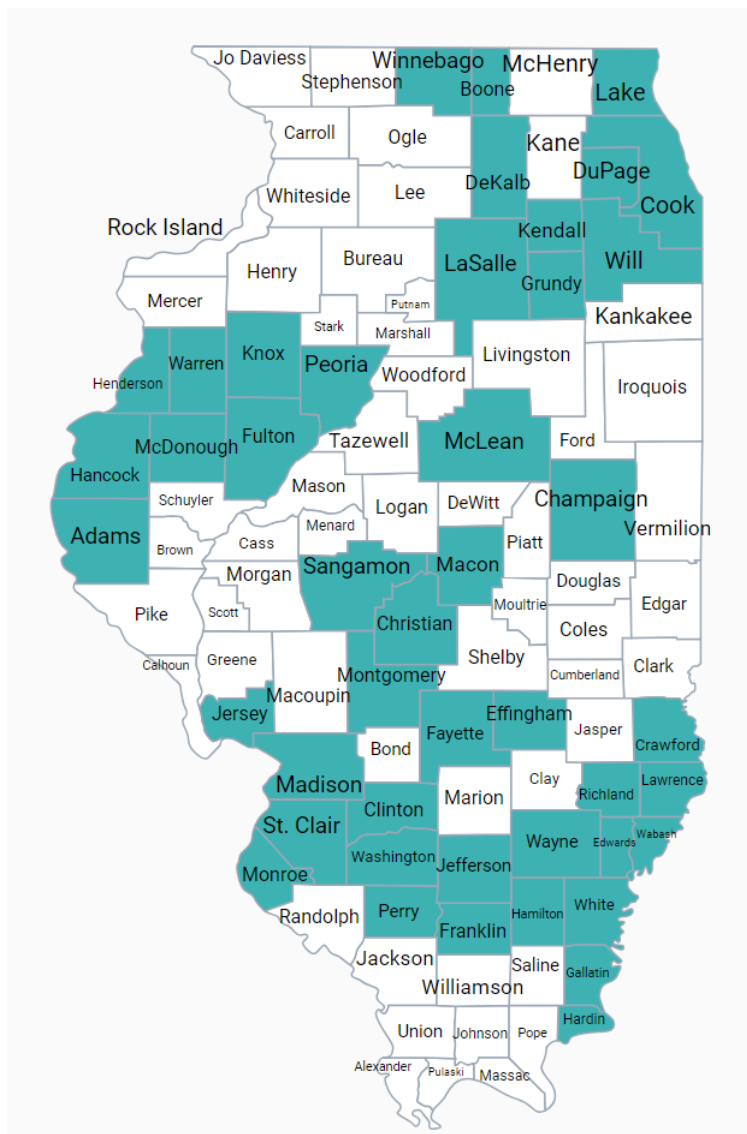 Jo Daviess
Stephenson
Winnebago
Boone
McHenry
Lake
Carroll
Ogle
Kane
DuPage
Whiteside
Lee
DeKalb
Cook
Rock Island
Kendall
Henry
Bureau
LaSalle
Will
Grundy
Mercer
Putnam
Stark
Marshall
Kankakee
Henderson
Warren
Knox
Peoria
Woodford
Livingston
Iroquois
McDonough
Fulton
Tazewell
McLean
Ford
Hancock
Mason
Schuyler
Logan
DeWitt
Champaign
Vermilion
Adams
Brown
Cass
Menard
Piatt
Morgan
Sangamon
Macon
Douglas
Pike
Scott
Christian
Moultrie
Edgar
Coles
Calhoun
Greene
Shelby
Clark
Montgomery
Cumberland
Macoupin
Jersey
Fayette
Effingham
Jasper
Crawford
Bond
Madison
Marion
Clay
Richland
Lawrence
Clinton
St. Clair
Wayne
Edwards
Wabash
Washington
Jefferson
Monroe
Randolph
Perry
Franklin
Hamilton
White
Jackson
Williamson
Saline
Gallatin
Hardin
Union
Johnson
Pope
Alexander
Pulaski
Massac